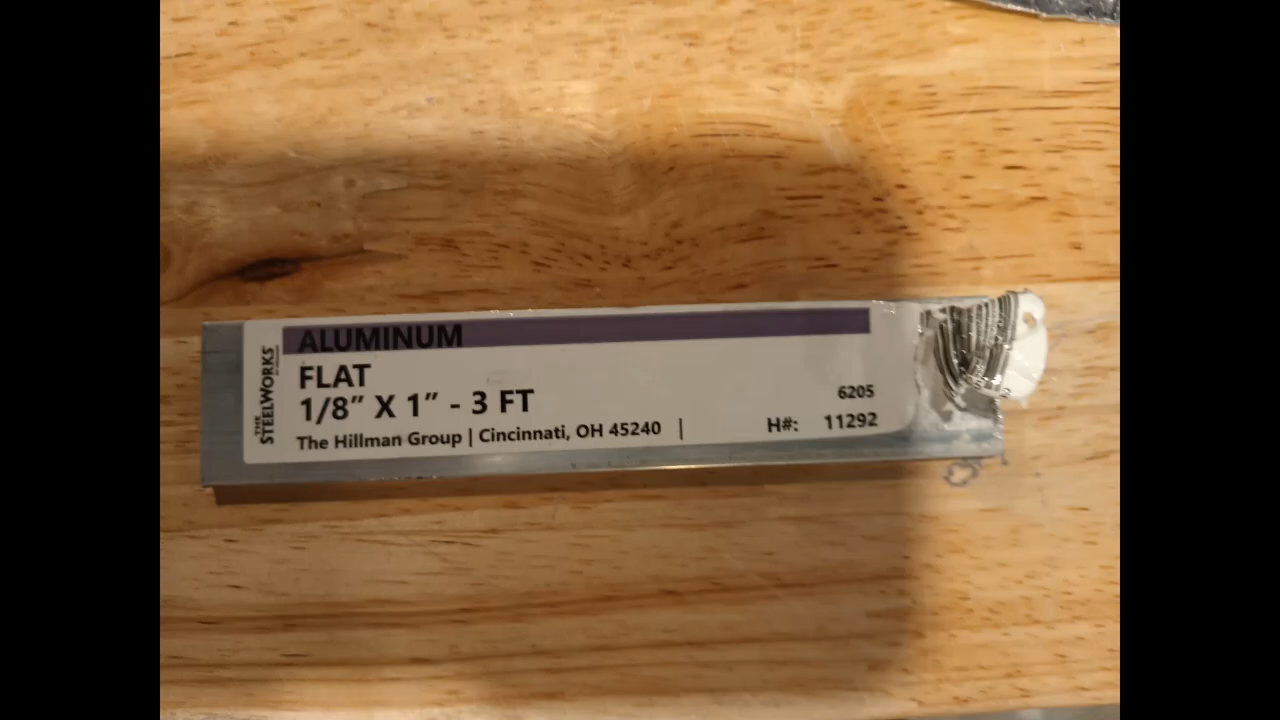 THE
STEELWORKS
ALUMINUM
FLAT
1/8” X 1” - 3 FT
The Hillman Group | Cincinnati, OH 45240 |
6205
H#: 11292